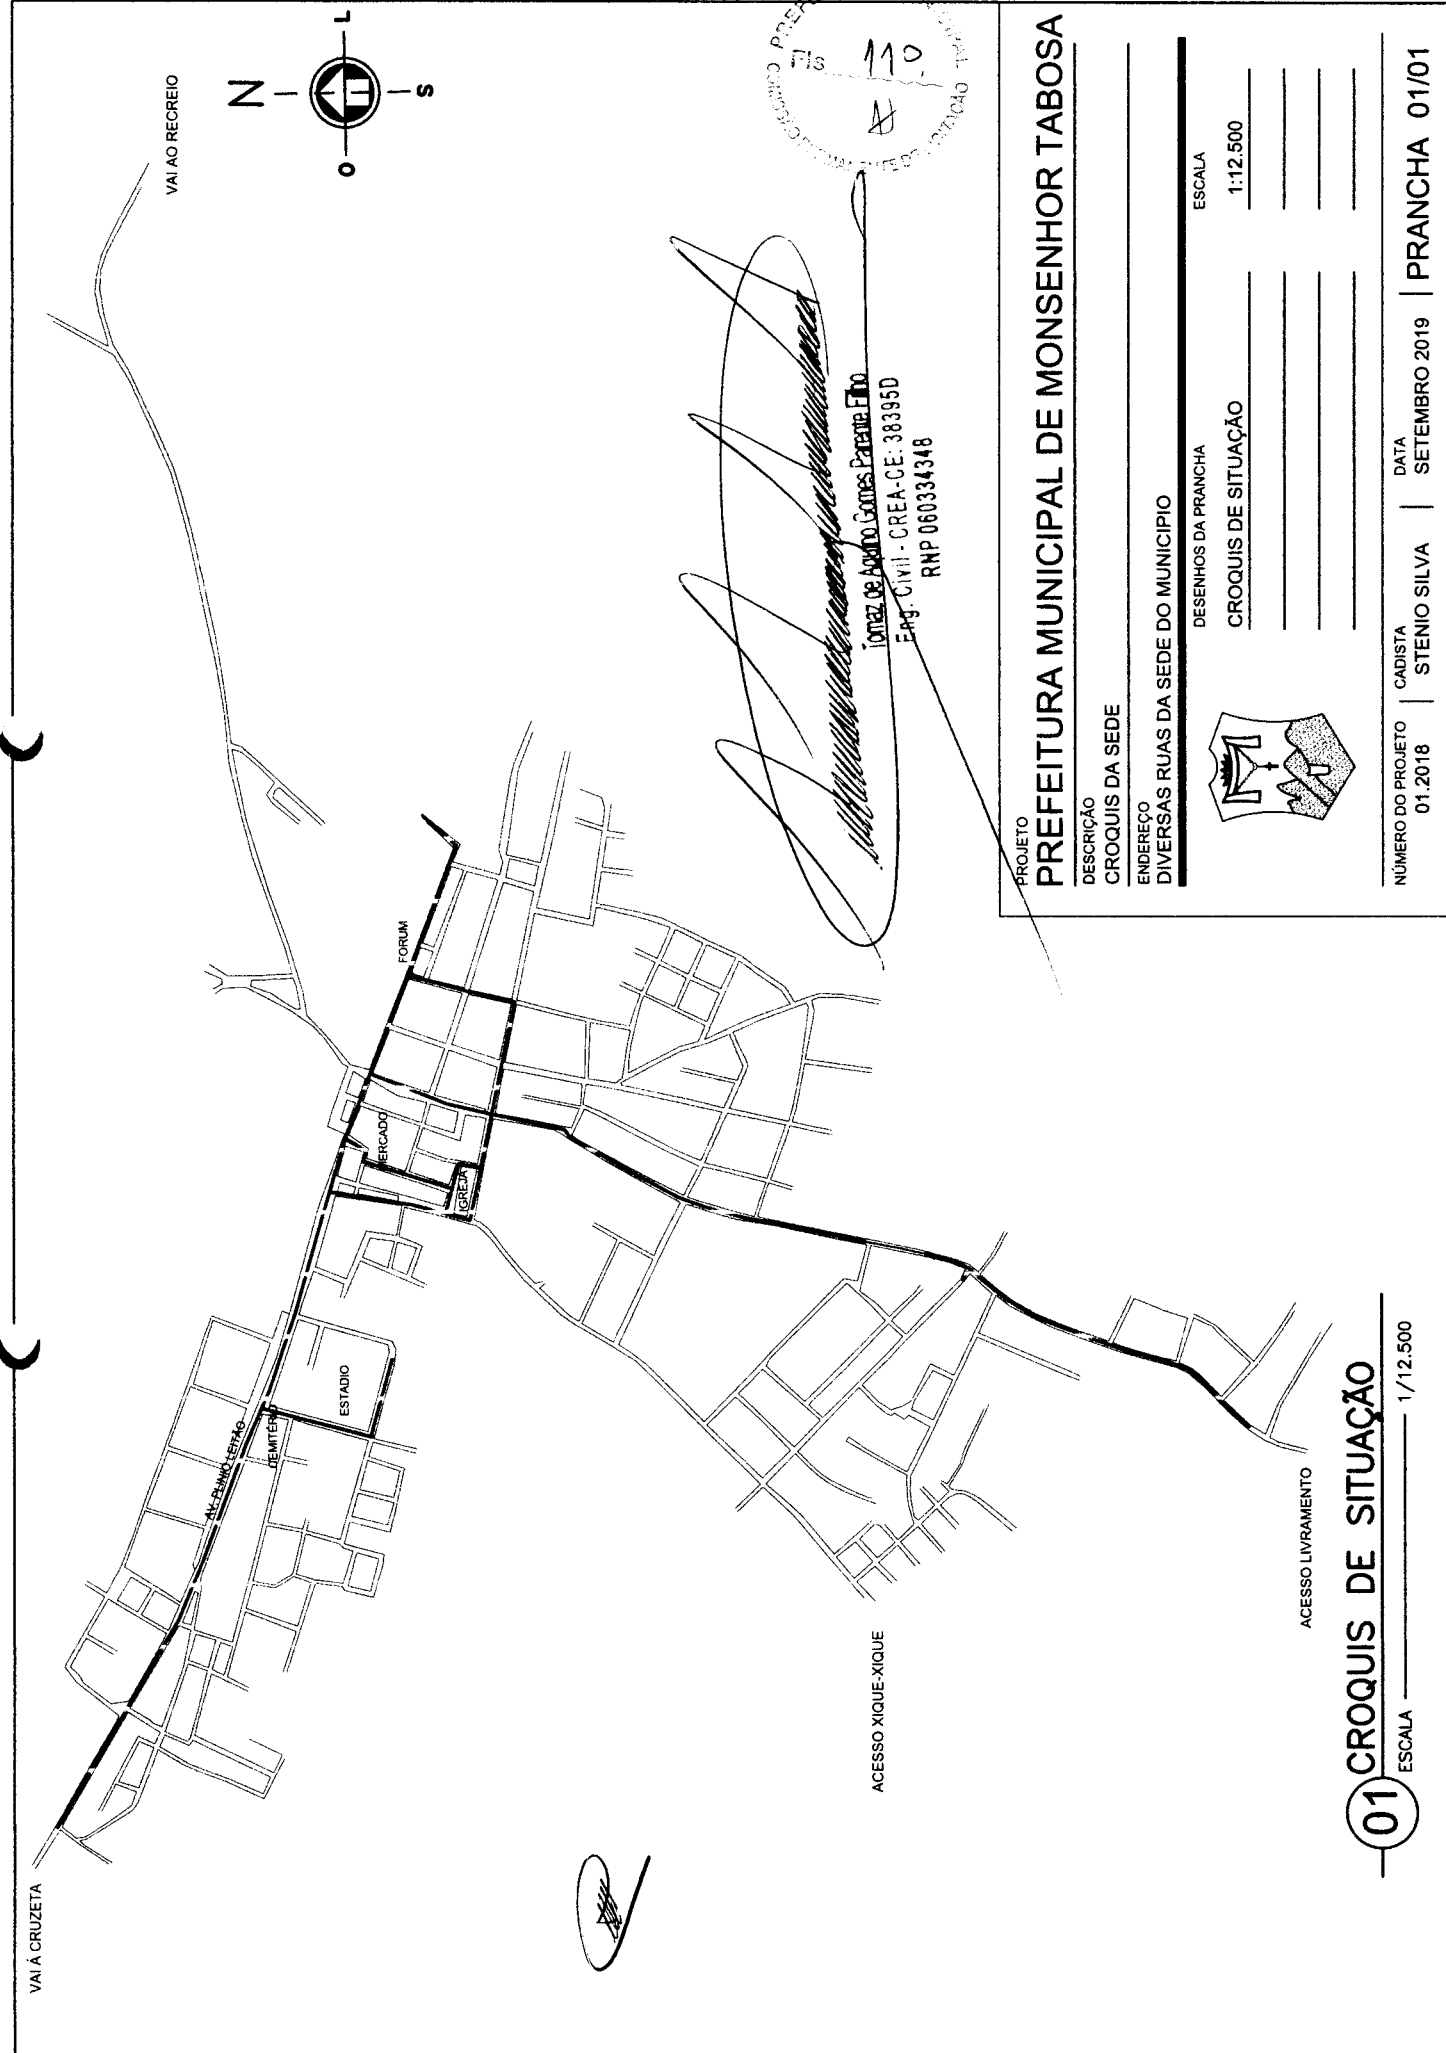 VAI À CRUZETA
VAI AO RECREIO
N
O
L
S
AV. PLINIO LEITÃO
CEMITÉRIO
ESTADIO
MERCADO
IGREJA
FORUM
ACESSO XIQUE-XIQUE
ACESSO LIVRAMENTO
01 CROQUIS DE SITUAÇÃO
ESCALA 1/12.500
Fls 110
Tomaz de Aquino Gomes Parente Filho
Eng. Civil - CREA-CE: 38395D
RNP 060334348
PROJETO
PREFEITURA MUNICIPAL DE MONSENHOR TABOSA
DESCRIÇÃO
CROQUIS DA SEDE
ENDEREÇO
DIVERSAS RUAS DA SEDE DO MUNICIPIO
DESENHOS DA PRANCHA
CROQUIS DE SITUAÇÃO
ESCALA
1:12.500
NÚMERO DO PROJETO
01.2018
CADISTA
STENIO SILVA
DATA
SETEMBRO 2019
PRANCHA 01/01